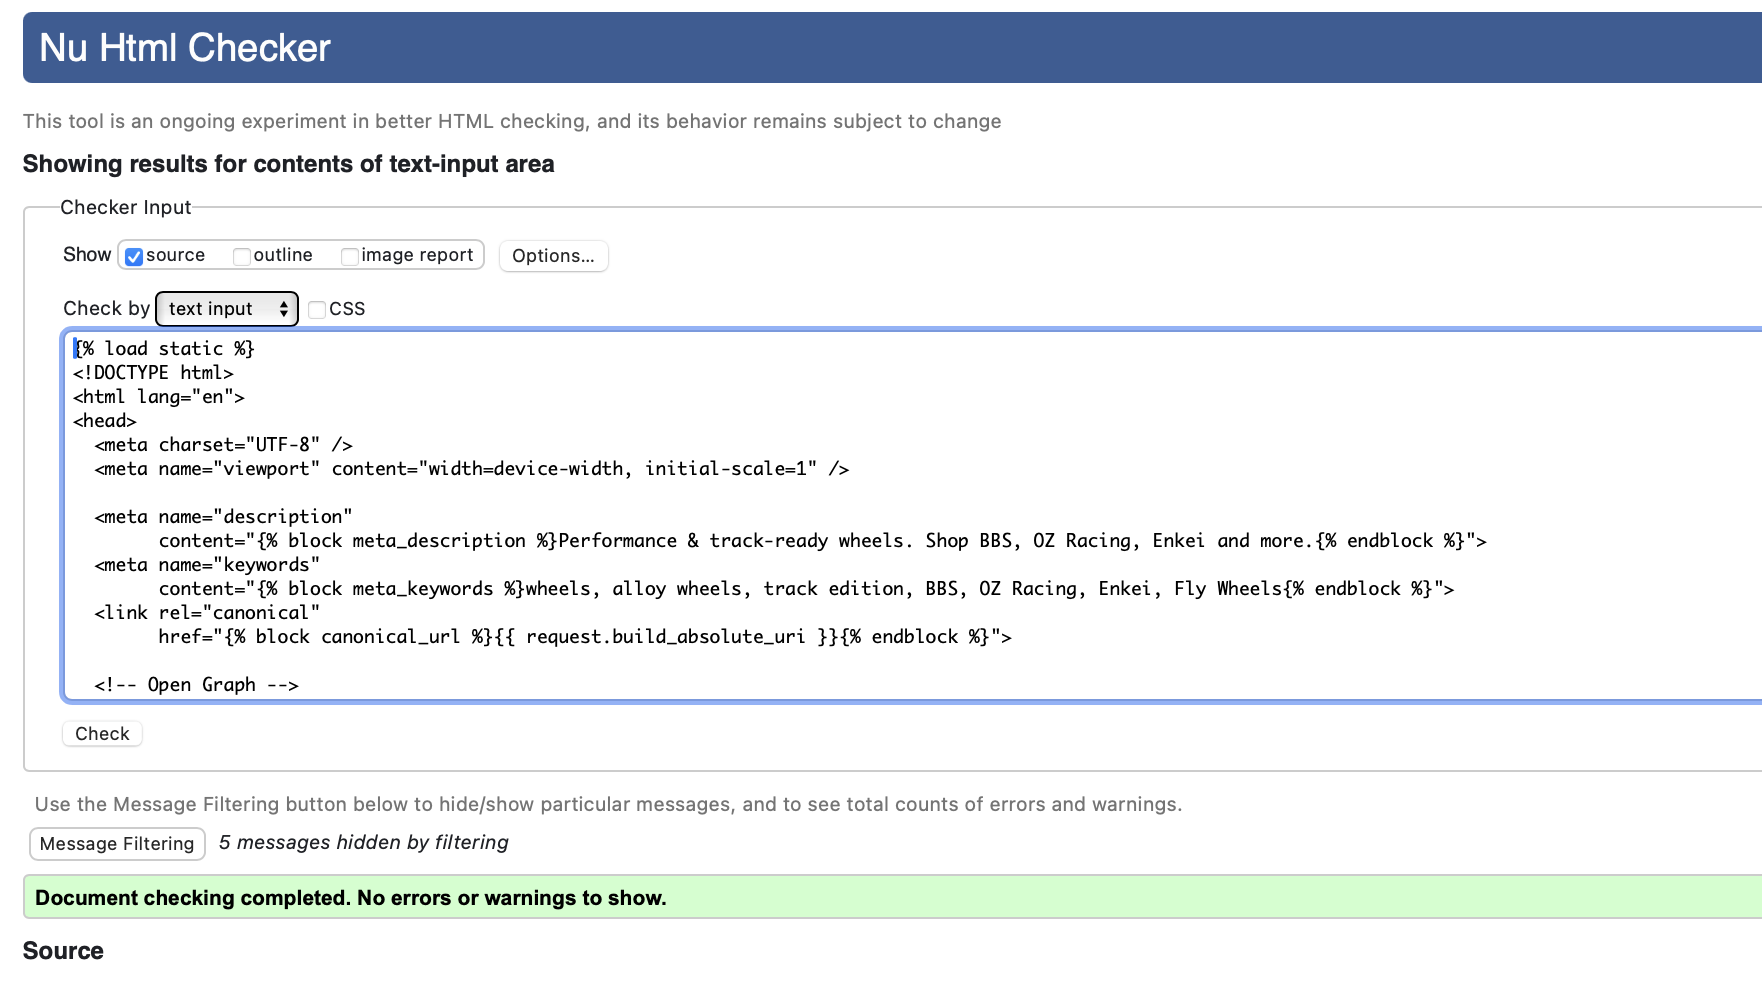 Nu Html Checker
This tool is an ongoing experiment in better HTML checking, and its behavior remains subject to change
Showing results for contents of text-input area
Checker Input
Show source outline image report Options...
Check by text input CSS
{% load static %}
<!DOCTYPE html>
<html lang="en">
<head>
  <meta charset="UTF-8" />
  <meta name="viewport" content="width=device-width, initial-scale=1" />

  <meta name="description"
        content="{% block meta_description %}Performance & track-ready wheels. Shop BBS, OZ Racing, Enkei and more.{% endblock %}">
  <meta name="keywords"
        content="{% block meta_keywords %}wheels, alloy wheels, track edition, BBS, OZ Racing, Enkei, Fly Wheels{% endblock %}">
  <link rel="canonical"
        href="{% block canonical_url %}{{ request.build_absolute_uri }}{% endblock %}">

  <!-- Open Graph -->
Check
Use the Message Filtering button below to hide/show particular messages, and to see total counts of errors and warnings.
Message Filtering 5 messages hidden by filtering
Document checking completed. No errors or warnings to show.
Source